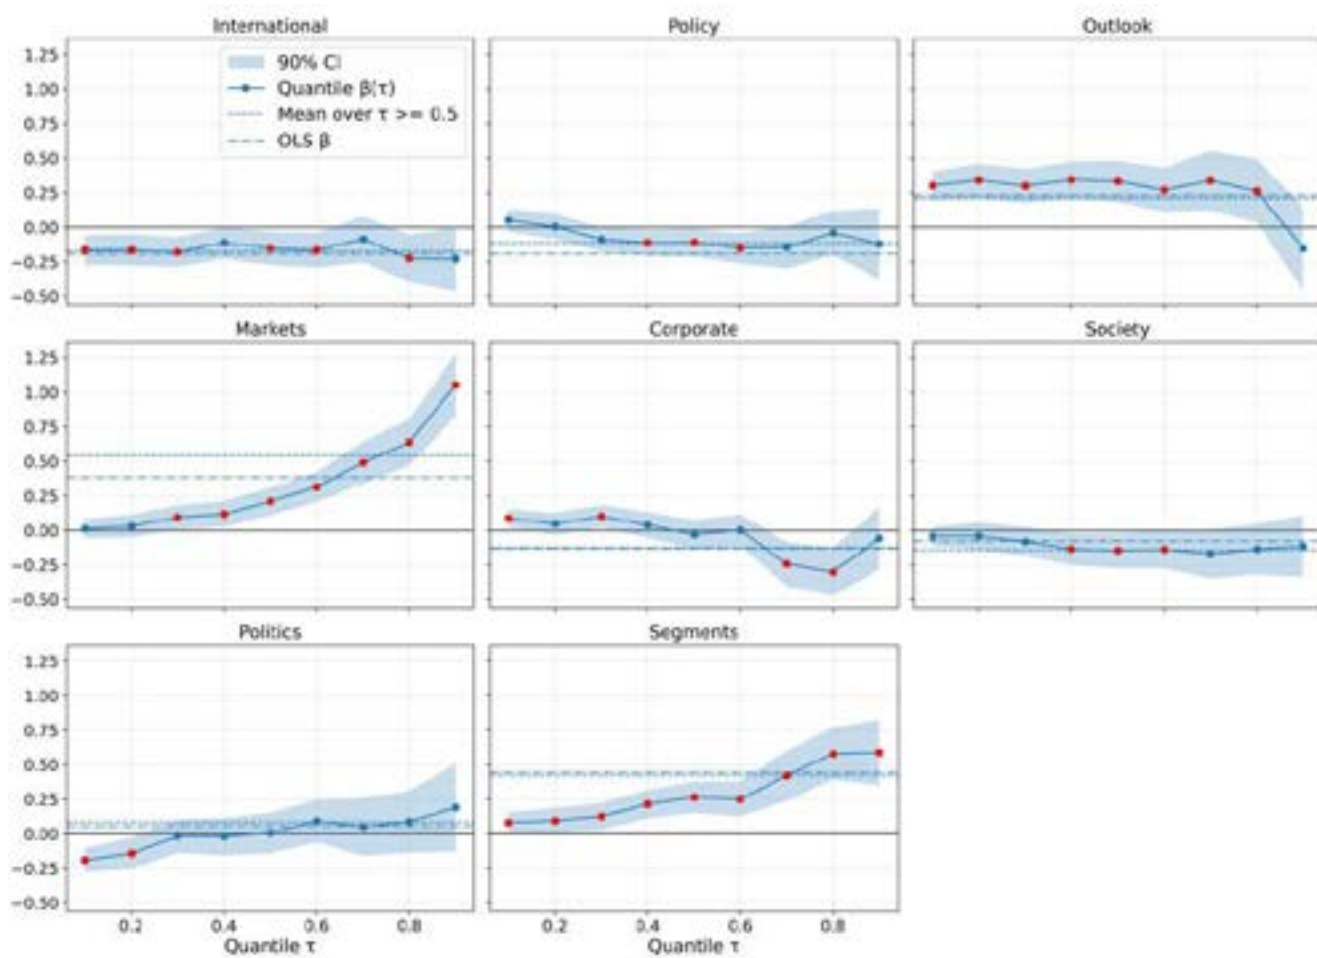 International
Policy
Outlook
1.25
1.00
0.75
0.50
0.25
0.00
−0.25
−0.50
90% CI
Quantile β(τ)
Mean over τ >= 0.5
OLS β
Markets
Corporate
Society
1.25
1.00
0.75
0.50
0.25
0.00
−0.25
−0.50
Politics
Segments
1.25
1.00
0.75
0.50
0.25
0.00
−0.25
−0.50
0.2 0.4 0.6 0.8
0.2 0.4 0.6 0.8
Quantile τ
Quantile τ